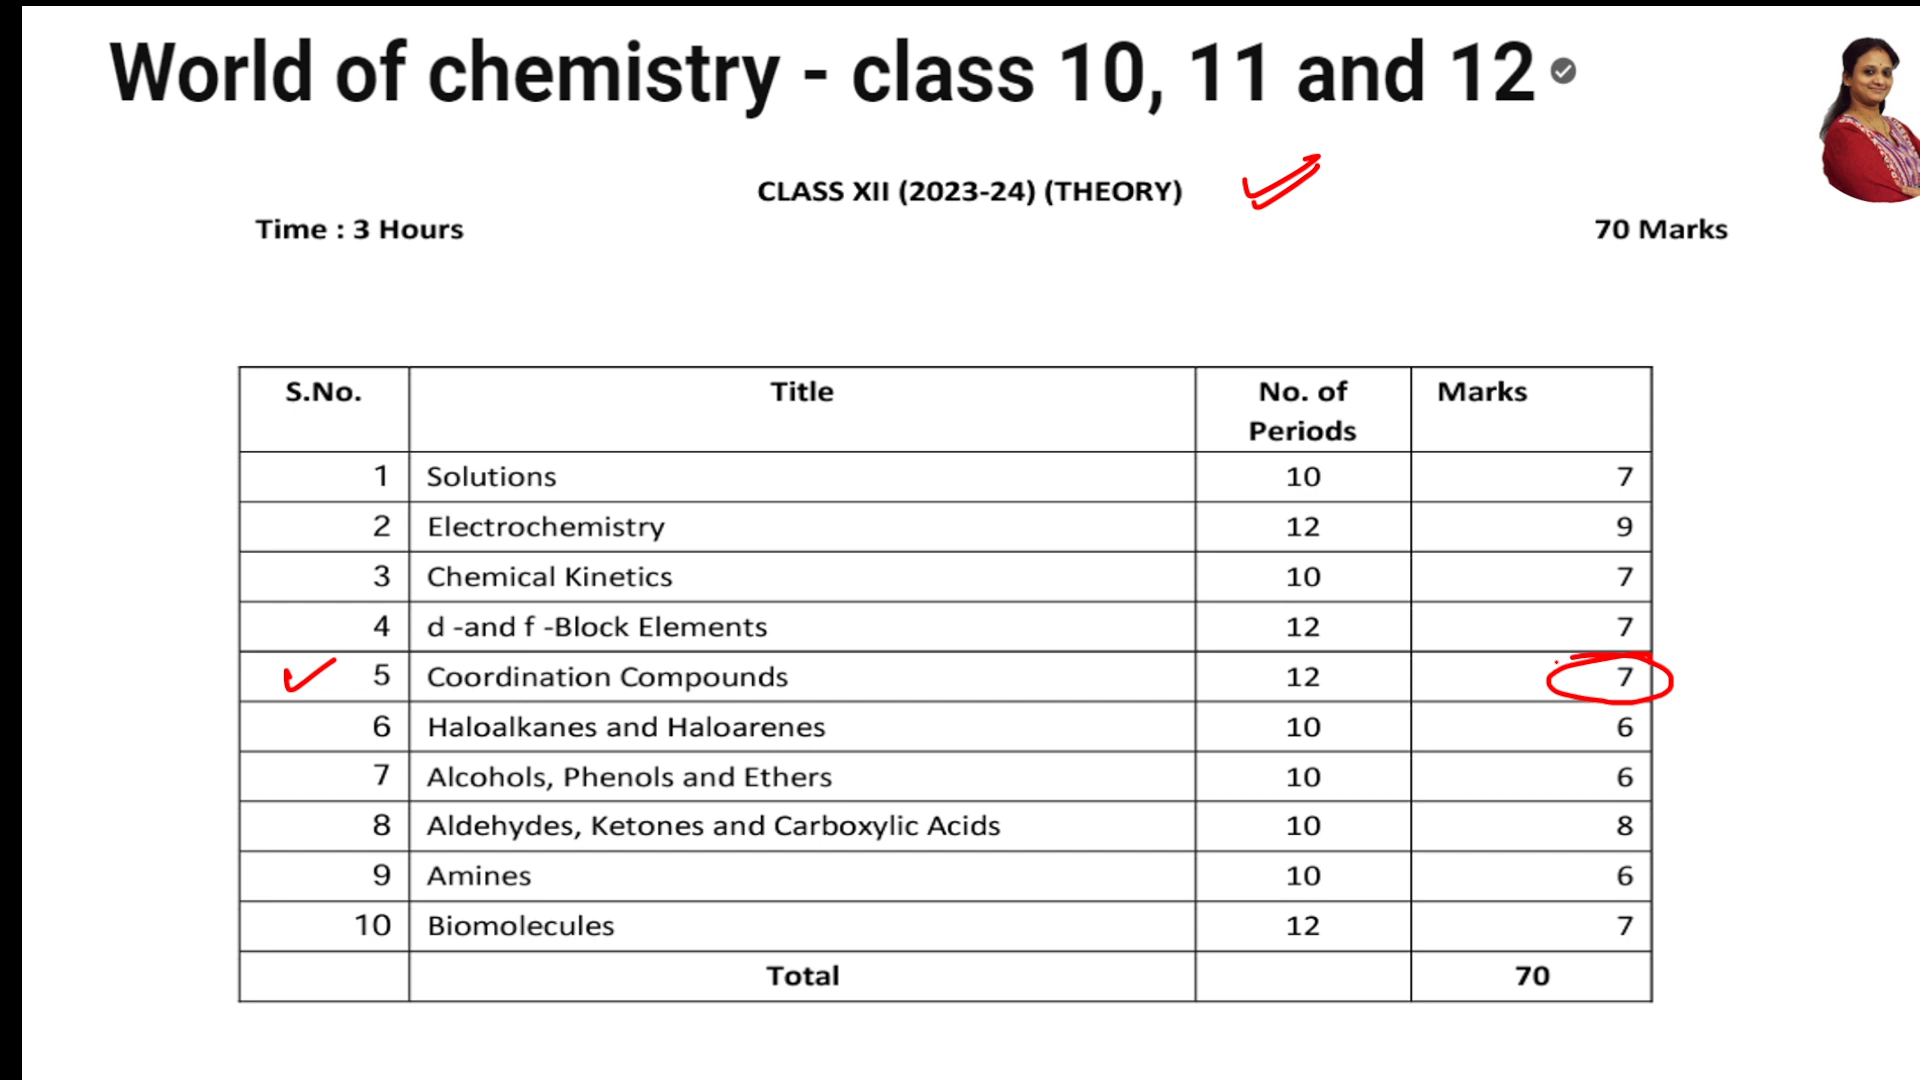 World of chemistry - class 10, 11 and 12
CLASS XII (2023-24) (THEORY)
Time : 3 Hours 70 Marks
S.No. Title No. of Periods Marks
1 Solutions 10 7
2 Electrochemistry 12 9
3 Chemical Kinetics 10 7
4 d -and f -Block Elements 12 7
5 Coordination Compounds 12 7
6 Haloalkanes and Haloarenes 10 6
7 Alcohols, Phenols and Ethers 10 6
8 Aldehydes, Ketones and Carboxylic Acids 10 8
9 Amines 10 6
10 Biomolecules 12 7
Total 70